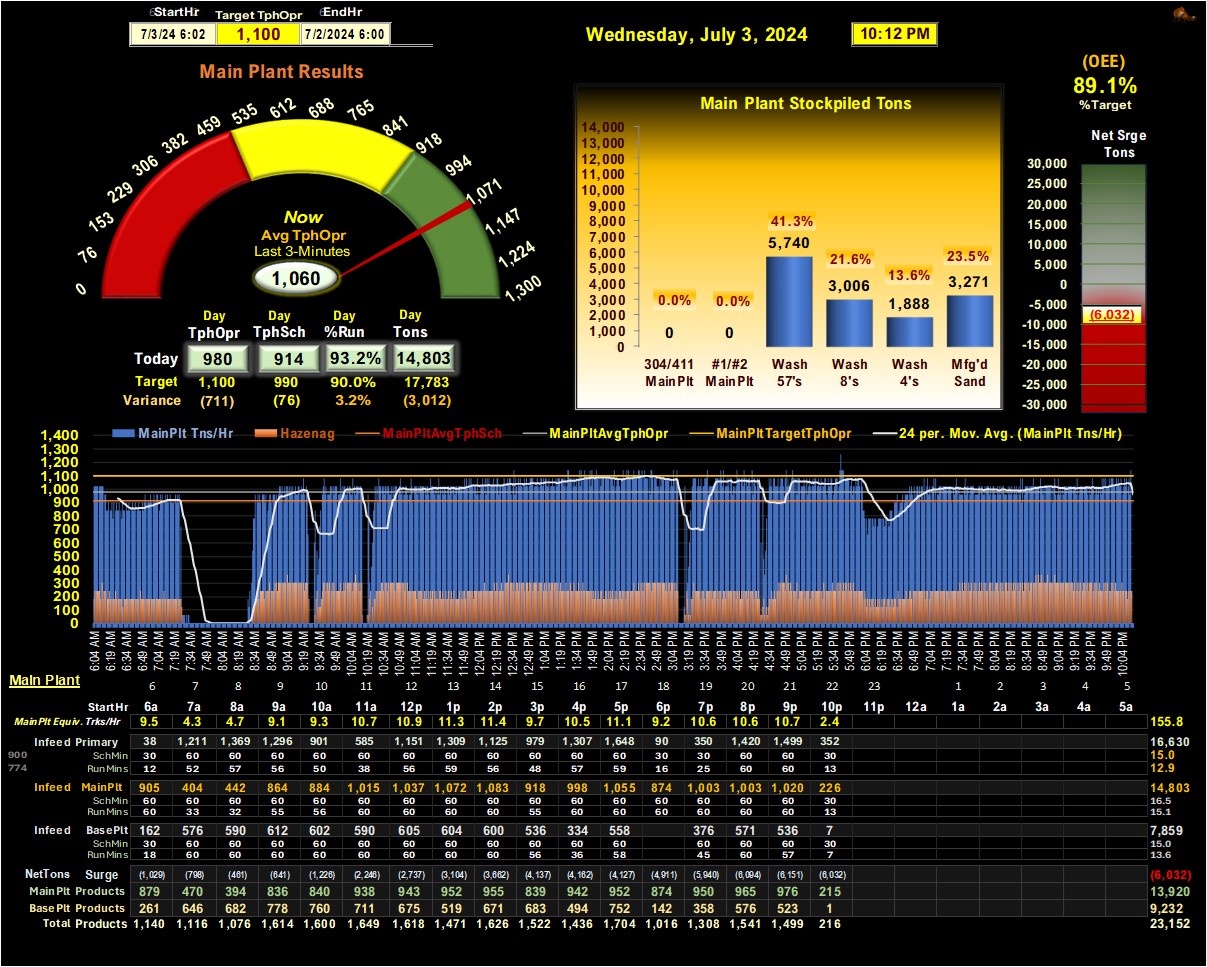 StartHr Target TphOpr EndHr
7/3/24 6:02 1,100 7/2/2024 6:00
Wednesday, July 3, 2024
10:12 PM
Main Plant Results
0 76 153 229 306 382 459 535 612 688 765 841 918 994 1,071 1,147 1,224 1,300
Now
Avg TphOpr
Last 3-Minutes
1,060
Day Day Day Day
TphOpr TphSch %Run Tons
Today 980 914 93.2% 14,803
Target 1,100 990 90.0% 17,783
Variance (711) (76) 3.2% (3,012)
Main Plant Stockpiled Tons
14,000
13,000
12,000
11,000
10,000
9,000
8,000
7,000
6,000
5,000
4,000
3,000
2,000
1,000
0
0.0% 0.0% 41.3% 21.6% 13.6% 23.5%
0 0 5,740 3,006 1,888 3,271
304/411 #1/#2 Wash Wash Wash Mfg'd
MainPlt MainPlt 57's 8's 4's Sand
(OEE)
89.1%
%Target
Net Srge
Tons
30,000
25,000
20,000
15,000
10,000
5,000
0
-5,000
(6,032)
-10,000
-15,000
-20,000
-25,000
-30,000
MainPlt Tns/Hr Hazenag MainPltAvgTphSch MainPltAvgTphOpr MainPltTargetTphOpr 24 per. Mov. Avg. (MainPlt Tns/Hr)
1,400
1,300
1,200
1,100
1,000
900
800
700
600
500
400
300
200
100
0
6:04 AM 6:19 AM 6:34 AM 6:49 AM 7:04 AM 7:19 AM 7:34 AM 7:49 AM 8:04 AM 8:19 AM 8:34 AM 8:49 AM 9:04 AM 9:19 AM 9:34 AM 9:49 AM 10:04 AM 10:19 AM 10:34 AM 10:49 AM 11:04 AM 11:19 AM 11:34 AM 11:49 AM 12:04 PM 12:19 PM 12:34 PM 12:49 PM 1:04 PM 1:19 PM 1:34 PM 1:49 PM 2:04 PM 2:19 PM 2:34 PM 2:49 PM 3:04 PM 3:19 PM 3:34 PM 3:49 PM 4:04 PM 4:19 PM 4:34 PM 4:49 PM 5:04 PM 5:19 PM 5:34 PM 5:49 PM 6:04 PM 6:19 PM 6:34 PM 6:49 PM 7:04 PM 7:19 PM 7:34 PM 7:49 PM 8:04 PM 8:19 PM 8:34 PM 8:49 PM 9:04 PM 9:19 PM 9:34 PM 9:49 PM 10:04 PM
Main Plant
6 7 8 9 10 11 12 13 14 15 16 17 18 19 20 21 22 23 1 2 3 4 5
StartHr 6a 7a 8a 9a 10a 11a 12p 1p 2p 3p 4p 5p 6p 7p 8p 9p 10p 11p 12a 1a 2a 3a 4a 5a
MainPlt Equiv. Trks/Hr 9.5 4.3 4.7 9.1 9.3 10.7 10.9 11.3 11.4 9.7 10.5 11.1 9.2 10.6 10.6 10.7 2.4 155.8
Infeed Primary 38 1,211 1,369 1,296 901 585 1,151 1,309 1,125 979 1,307 1,648 90 350 1,420 1,499 352 16,630
900 SchMin 30 60 60 60 60 60 60 60 60 60 60 60 30 30 60 60 30 15.0
774 RunMins 12 52 57 56 50 38 56 59 56 48 57 59 16 25 60 60 13 12.9
Infeed MainPlt 905 404 442 864 884 1,015 1,037 1,072 1,083 918 998 1,055 874 1,003 1,003 1,020 226 14,803
SchMin 60 60 60 60 60 60 60 60 60 60 60 60 60 60 60 60 30 16.5
RunMins 60 33 32 55 56 60 60 60 60 55 60 60 60 60 60 60 13 15.1
Infeed BasePlt 162 576 590 612 602 590 605 604 600 536 334 558 376 571 536 7 7,859
SchMin 30 60 60 60 60 60 60 60 60 60 60 60 60 60 60 30 15.0
RunMins 18 60 60 60 60 60 60 60 60 56 36 58 45 60 57 7 13.6
NetTons Surge (1,029) (798) (461) (641) (1,226) (2,246) (2,737) (3,104) (3,662) (4,137) (4,162) (4,127) (4,911) (5,940) (6,094) (6,151) (6,032) (6,032)
MainPlt Products 879 470 394 836 840 938 943 952 955 839 942 952 874 950 965 976 215 13,920
BasePlt Products 261 646 682 778 760 711 675 519 671 683 494 752 142 358 576 523 1 9,232
Total Products 1,140 1,116 1,076 1,614 1,600 1,649 1,618 1,471 1,626 1,522 1,436 1,704 1,016 1,308 1,541 1,499 216 23,152